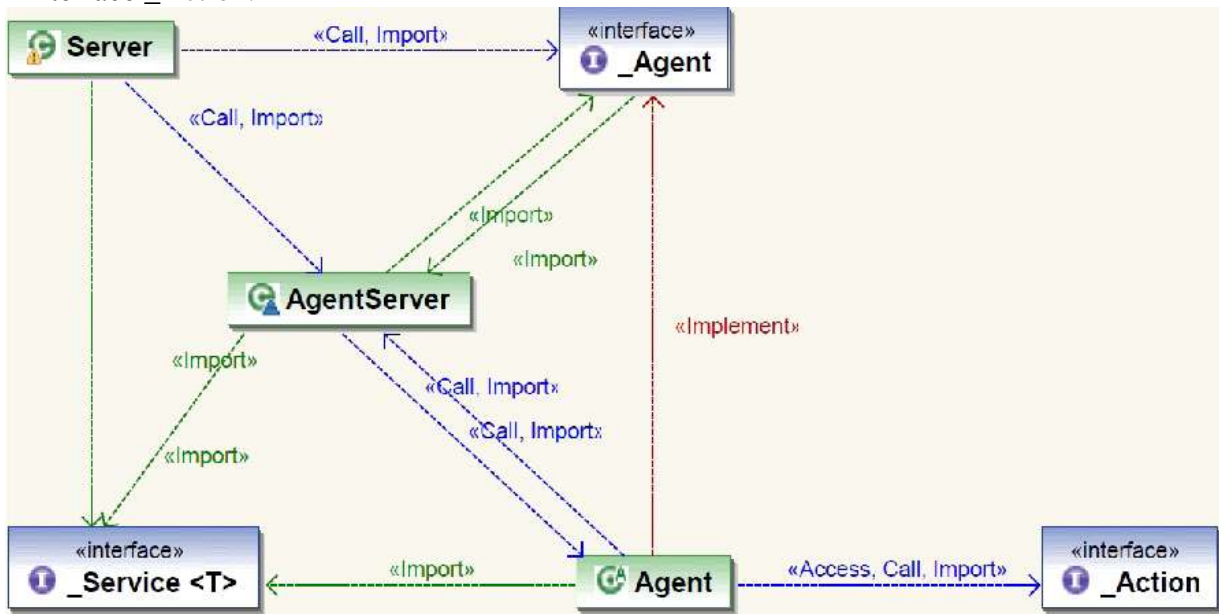 Server
«Call, Import»
«interface»
_Agent
«Call, Import»
«Import»
«Import»
AgentServer
«Implement»
«Import»
«Call, Import»
«Call, Import»
«Import»
«interface»
_Service <T>
«Import»
Agent
«Access, Call, Import»
«interface»
_Action